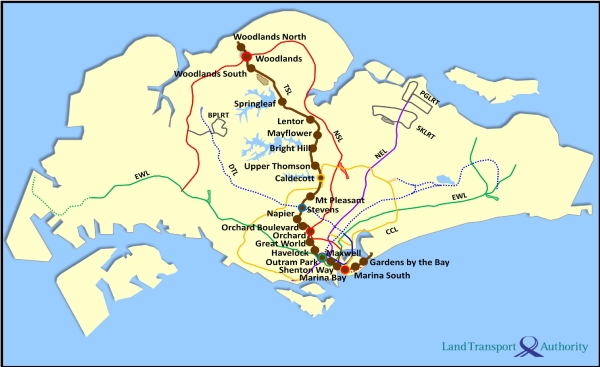 Woodlands North
Woodlands
Woodlands South
TSL
Springleaf
PGLRT
BPLRT
Lentor
SKLRT
Mayflower
NSL
Bright Hill
NEL
Upper Thomson
DTL
EWL
Caldecott
Mt Pleasant
EWL
Stevens
Napier
Orchard Boulevard
CCL
Orchard
Great World
Havelock
Maxwell
Outram Park
Gardens by the Bay
Shenton Way
Marina South
Marina Bay
Land Transport Authority